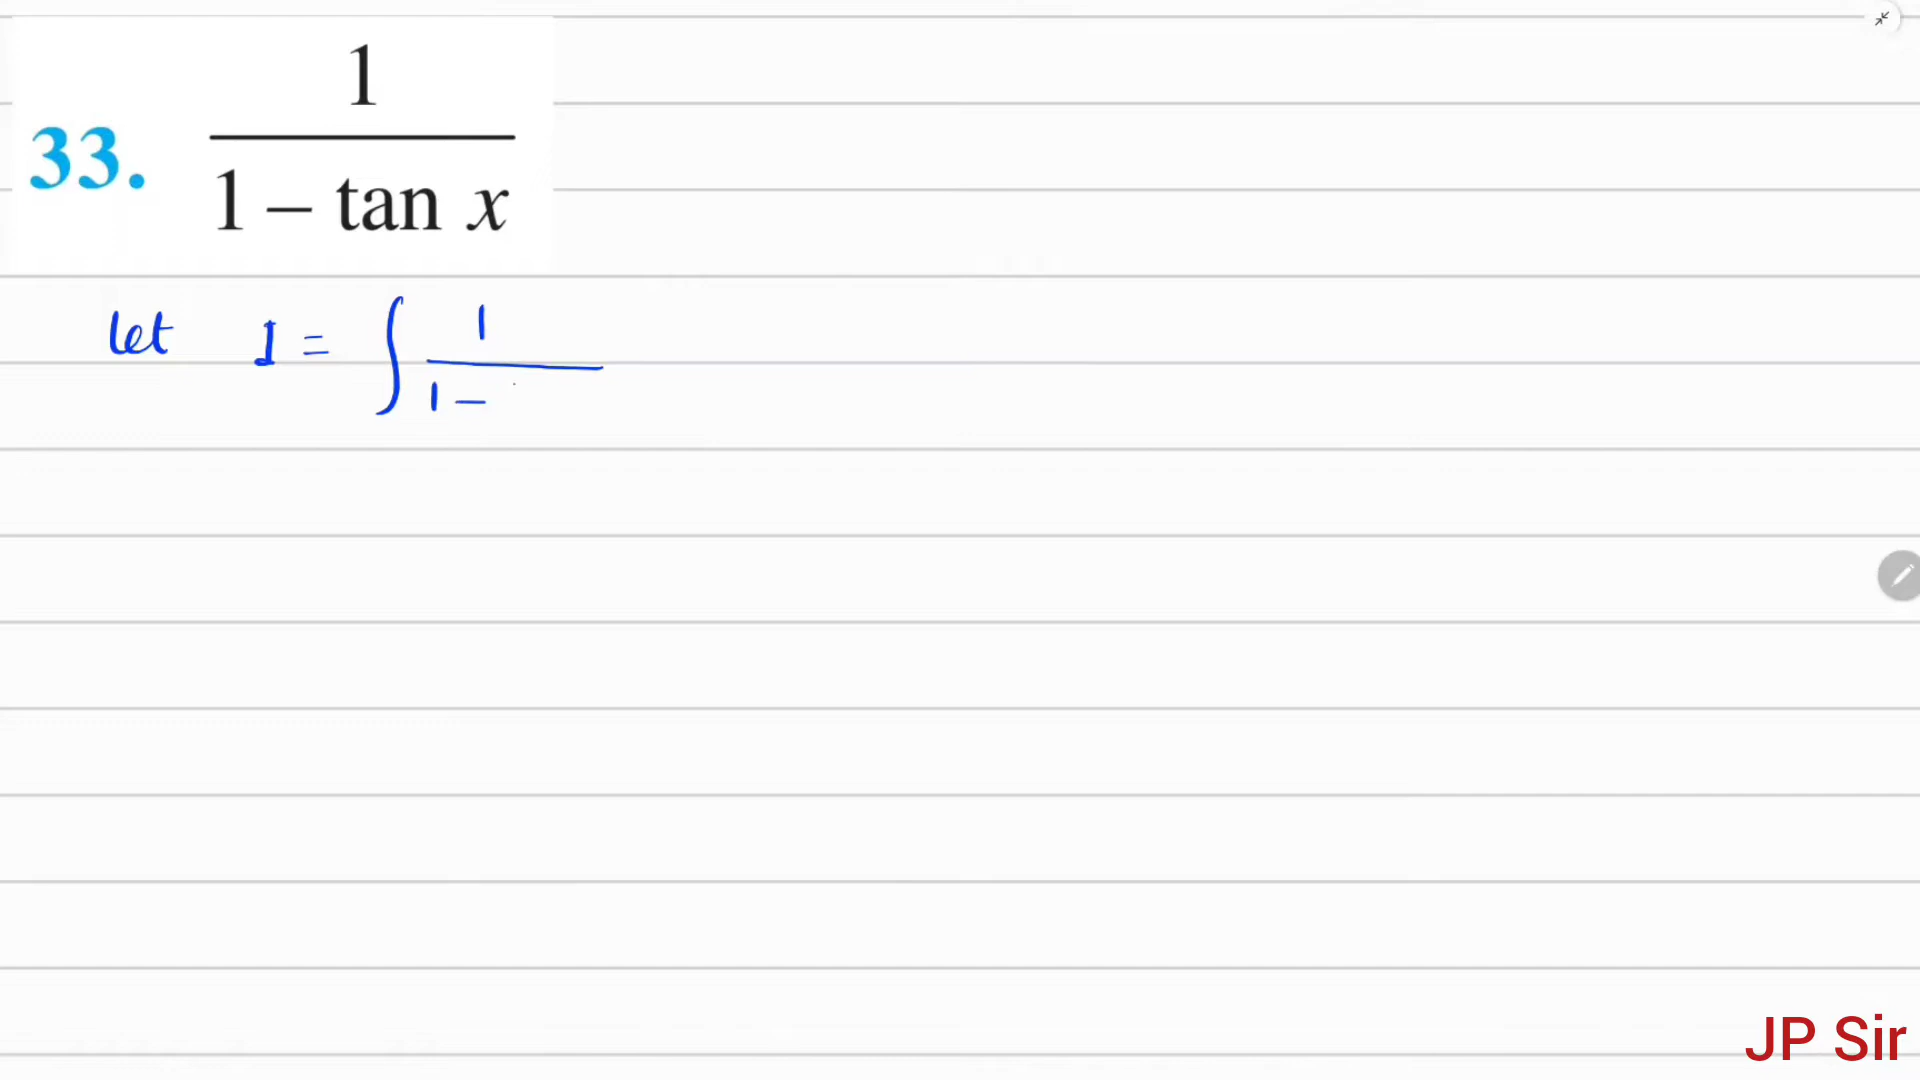 33. 1
1 – tan x
let I = ∫ 1
1 –
JP Sir